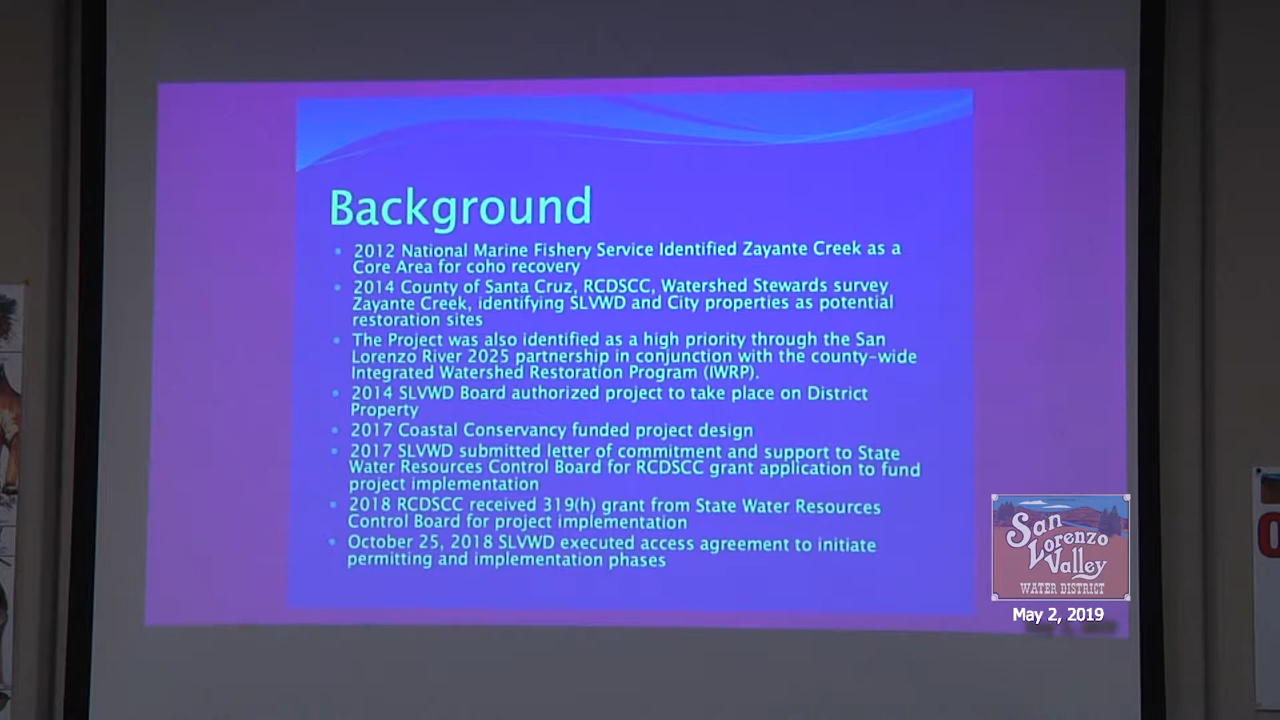 Background
2012 National Marine Fishery Service Identified Zayante Creek as a
Core Area for coho recovery
2014 County of Santa Cruz, RCDSCC, Watershed Stewards survey
Zayante Creek, identifying SLVWD and City properties as potential
restoration sites
The Project was also identified as a high priority through the San
Lorenzo River 2025 partnership in conjunction with the county-wide
Integrated Watershed Restoration Program (IWRP).
2014 SLVWD Board authorized project to take place on District
Property
2017 Coastal Conservancy funded project design
2017 SLVWD submitted letter of commitment and support to State
Water Resources Control Board for RCDSCC grant application to fund
project implementation
2018 RCDSCC received 319(h) grant from State Water Resources
Control Board for project implementation
October 25, 2018 SLVWD executed access agreement to initiate
permitting and implementation phases
San
Lorenzo
Valley
WATER DISTRICT
May 2, 2019